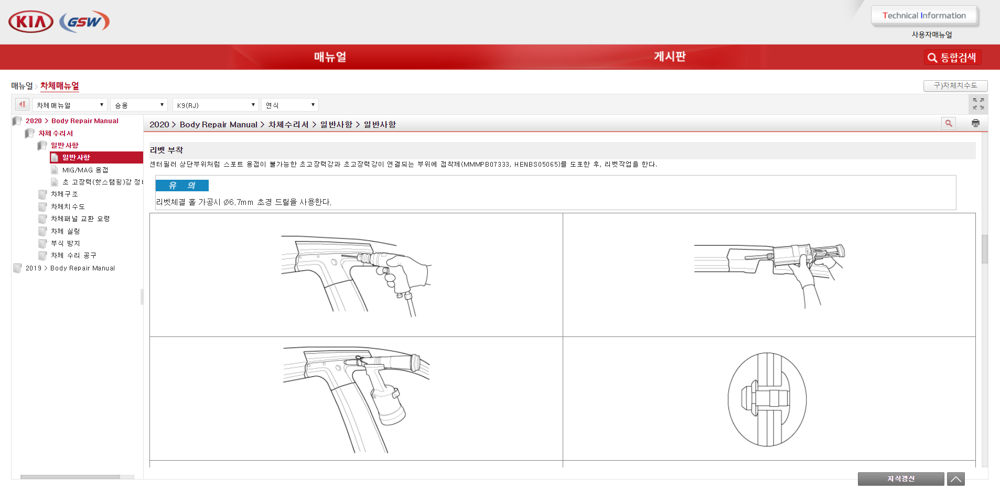 KIA GSW
Technical Information
사용자매뉴얼
매뉴얼
게시판
통합검색
매뉴얼 > 차체매뉴얼
구)차체치수도
차체매뉴얼
승용
K9(RJ)
연식
2020 > Body Repair Manual
차체수리서
일반사항
일반사항
MIG/MAG 용접
초 고장력(핫스탬핑)강 정비
차체구조
차체치수도
차체패널 교환 요령
차체 실링
부식 방지
차체 수리 공구
2019 > Body Repair Manual
2020 > Body Repair Manual > 차체수리서 > 일반사항 > 일반사항
리벳 부착
센터필러 상단부위처럼 스포트 용접이 불가능한 초고장력강과 초고장력강이 연결되는 부위에 접착제(MMMPB07333, HENBS05065)를 도포한 후, 리벳작업을 한다.
유 의
리벳체결 홀 가공시 Ø6.7mm 초경 드릴을 사용한다.
지식갱신